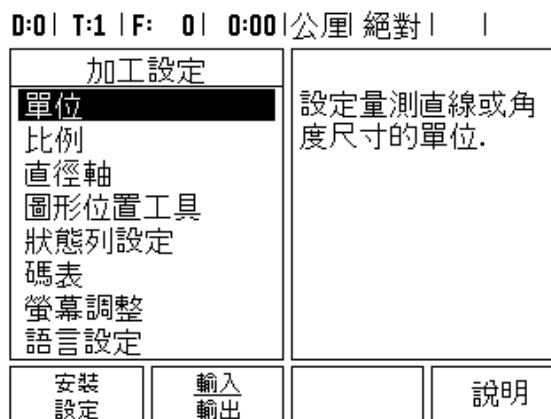 D:0| T:1 |F:   0|  0:00|公厘|絕對|    |
加工設定
單位
比例
直徑軸
圖形位置工具
狀態列設定
碼表
螢幕調整
語言設定
設定量測直線或角
度尺寸的單位.
安裝
設定
輸入
輸出
說明